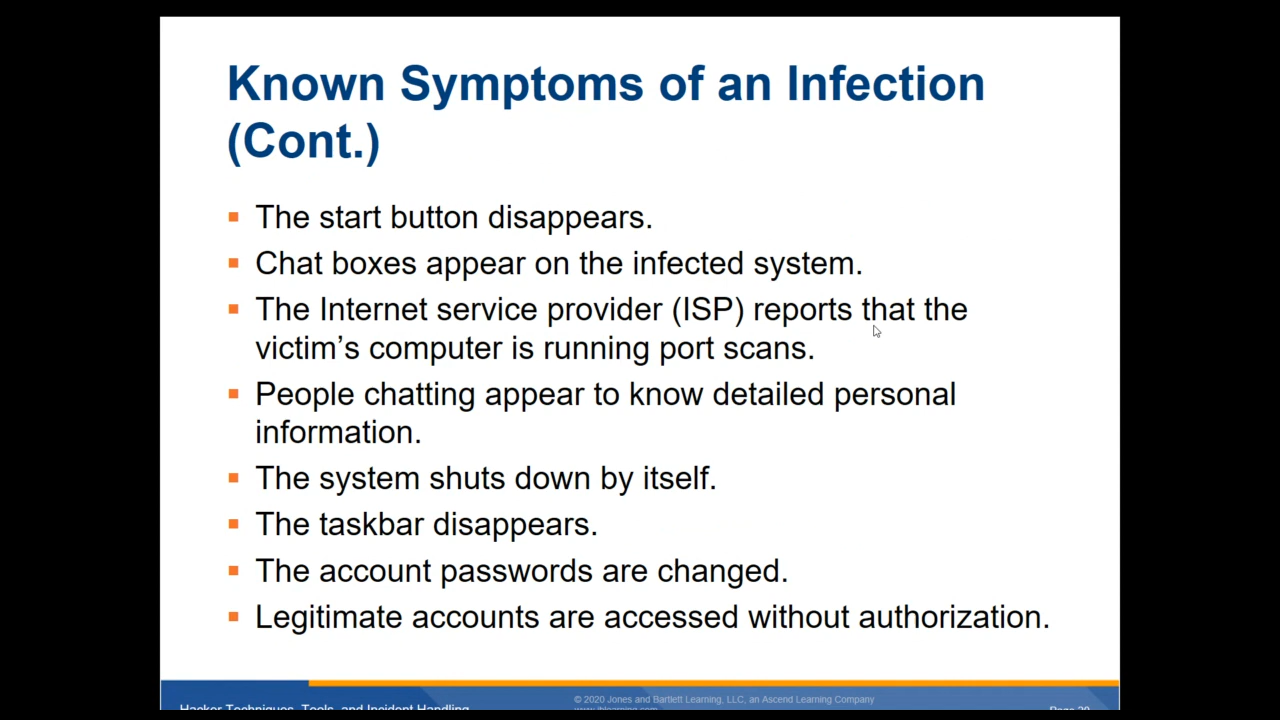 Known Symptoms of an Infection
(Cont.)
The start button disappears.
Chat boxes appear on the infected system.
The Internet service provider (ISP) reports that the
victim’s computer is running port scans.
People chatting appear to know detailed personal
information.
The system shuts down by itself.
The taskbar disappears.
The account passwords are changed.
Legitimate accounts are accessed without authorization.
© 2020 Jones and Bartlett Learning, LLC, an Ascend Learning Company
www.jblearning.com
Hacker Techniques, Tools, and Incident Handling